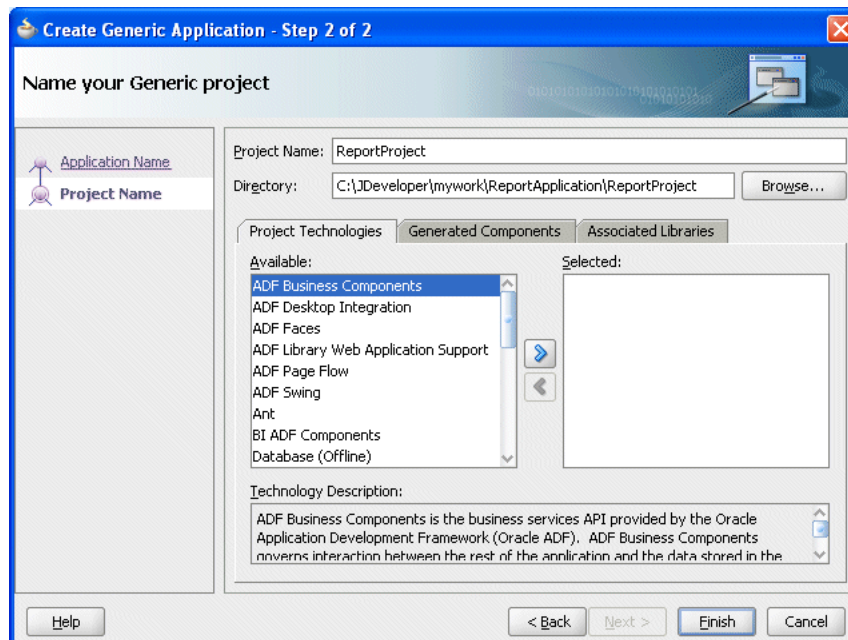 Create Generic Application - Step 2 of 2
Name your Generic project
Application Name
Project Name
Project Name: ReportProject
Directory: C:\JDeveloper\mywork\ReportApplication\ReportProject Browse...
Project Technologies Generated Components Associated Libraries
Available: Selected:
ADF Business Components
ADF Desktop Integration
ADF Faces
ADF Library Web Application Support
ADF Page Flow
ADF Swing
Ant
BI ADF Components
Database (Offline)
Technology Description:
ADF Business Components is the business services API provided by the Oracle
Application Development Framework (Oracle ADF).  ADF Business Components
governs interaction between the rest of the application and the data stored in the
Help < Back Next > Finish Cancel